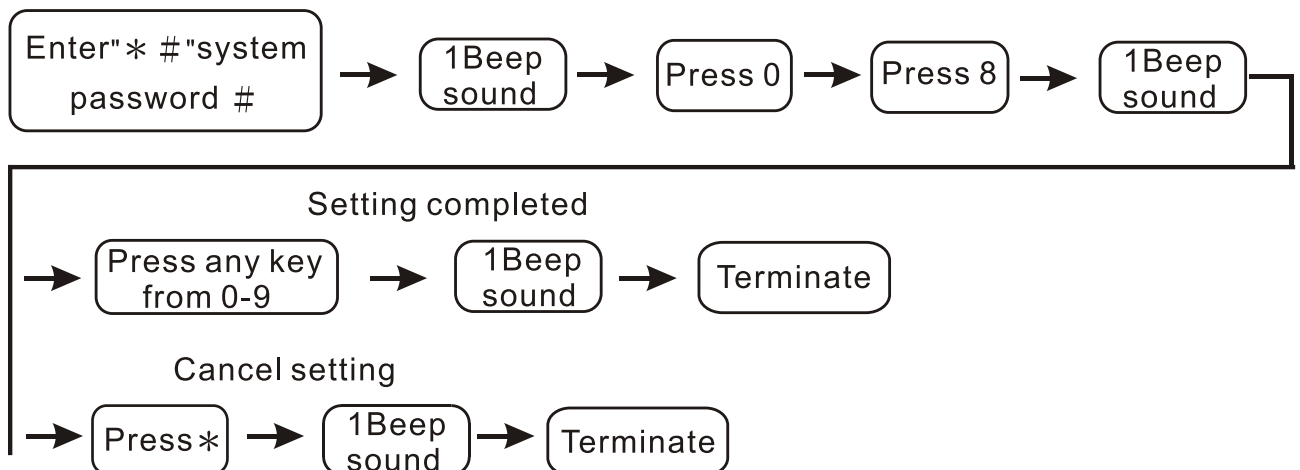 Enter"* #"system
password #
1Beep
sound
Press 0
Press 8
1Beep
sound
Setting completed
Press any key
from 0-9
1Beep
sound
Terminate
Cancel setting
Press*
1Beep
sound
Terminate